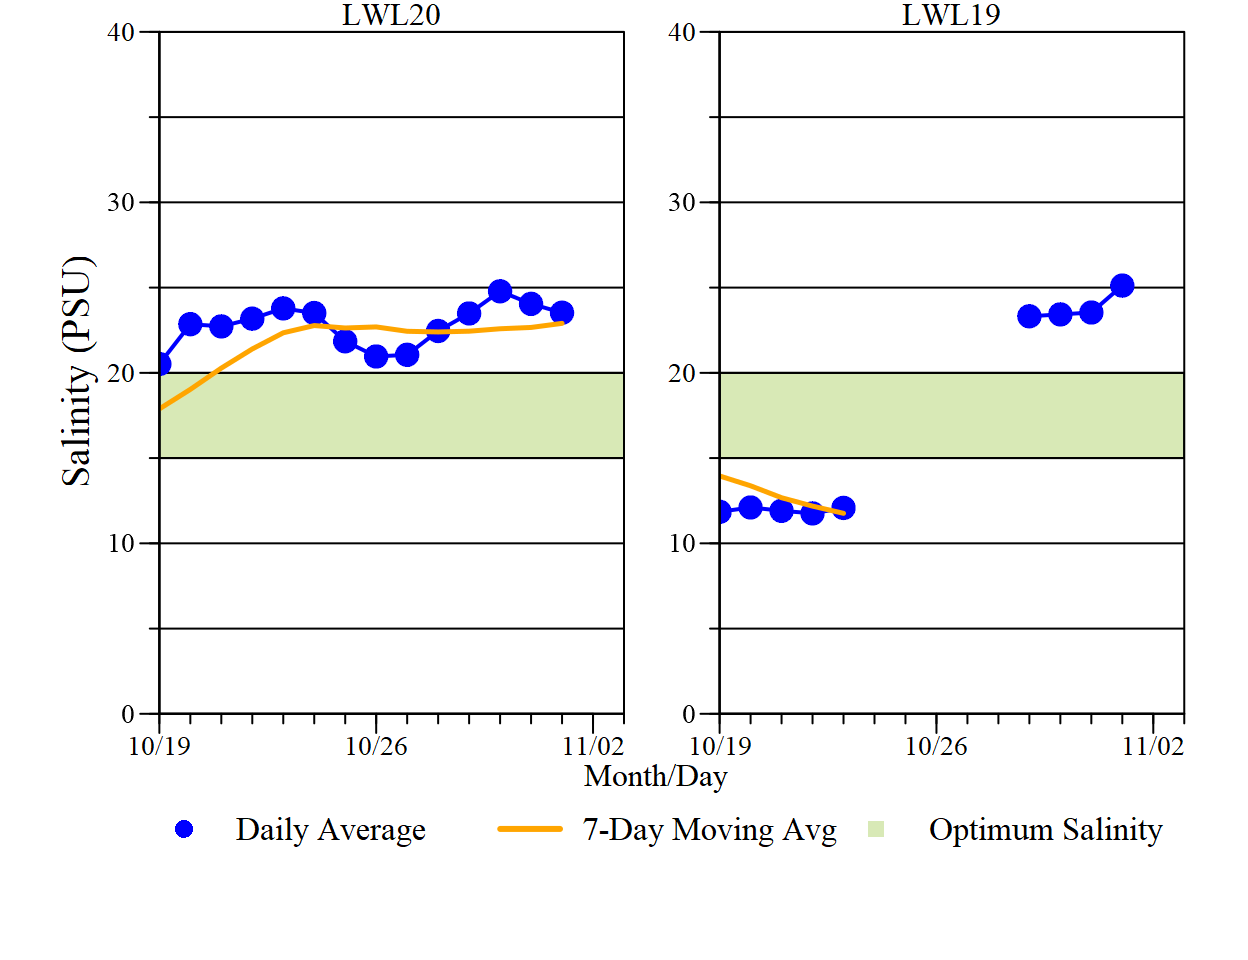 LWL20
LWL19
40
30
20
10
0
40
30
20
10
0
Salinity (PSU)
10/19
10/26
11/02
10/19
10/26
11/02
Month/Day
Daily Average
7-Day Moving Avg
Optimum Salinity